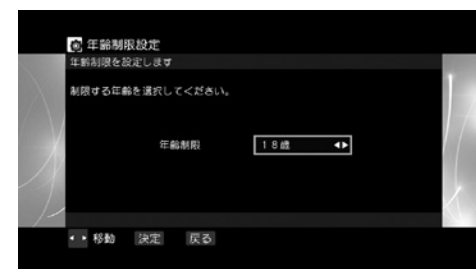 年齢制限設定
年齢制限を設定します
制限する年齢を選択してください。
年齢制限 18歳
移動 決定 戻る